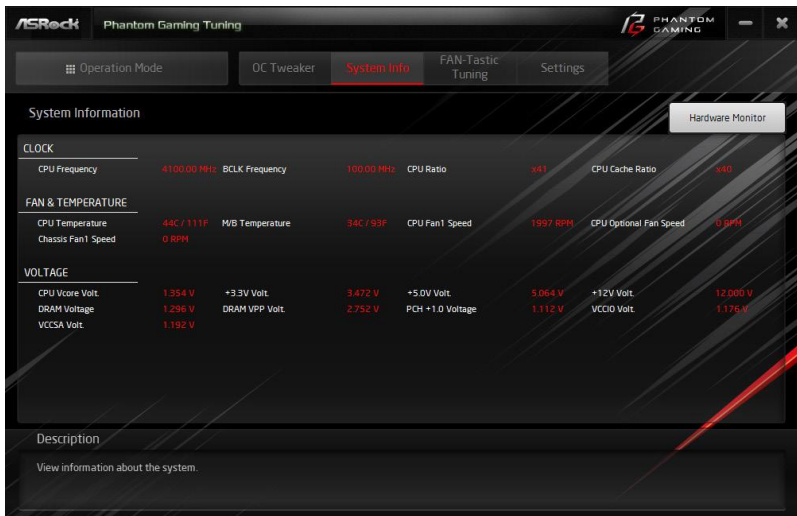 ASRock Phantom Gaming Tuning PHANTOM GAMING
Operation Mode OC Tweaker System Info FAN-Tastic Tuning Settings
System Information
Hardware Monitor
CLOCK
CPU Frequency 4100.00 MHz BCLK Frequency 100.00 MHz CPU Ratio x41 CPU Cache Ratio x40
FAN & TEMPERATURE
CPU Temperature 44C / 111F M/B Temperature 34C / 93F CPU Fan1 Speed 1997 RPM CPU Optional Fan Speed 0 RPM
Chassis Fan1 Speed 0 RPM
VOLTAGE
CPU Vcore Volt. 1.354 V +3.3V Volt. 3.472 V +5.0V Volt. 5.064 V +12V Volt. 12.000 V
DRAM Voltage 1.296 V DRAM VPP Volt. 2.752 V PCH +1.0 Voltage 1.112 V VCCIO Volt. 1.176 V
VCCSA Volt. 1.192 V
Description
View information about the system.